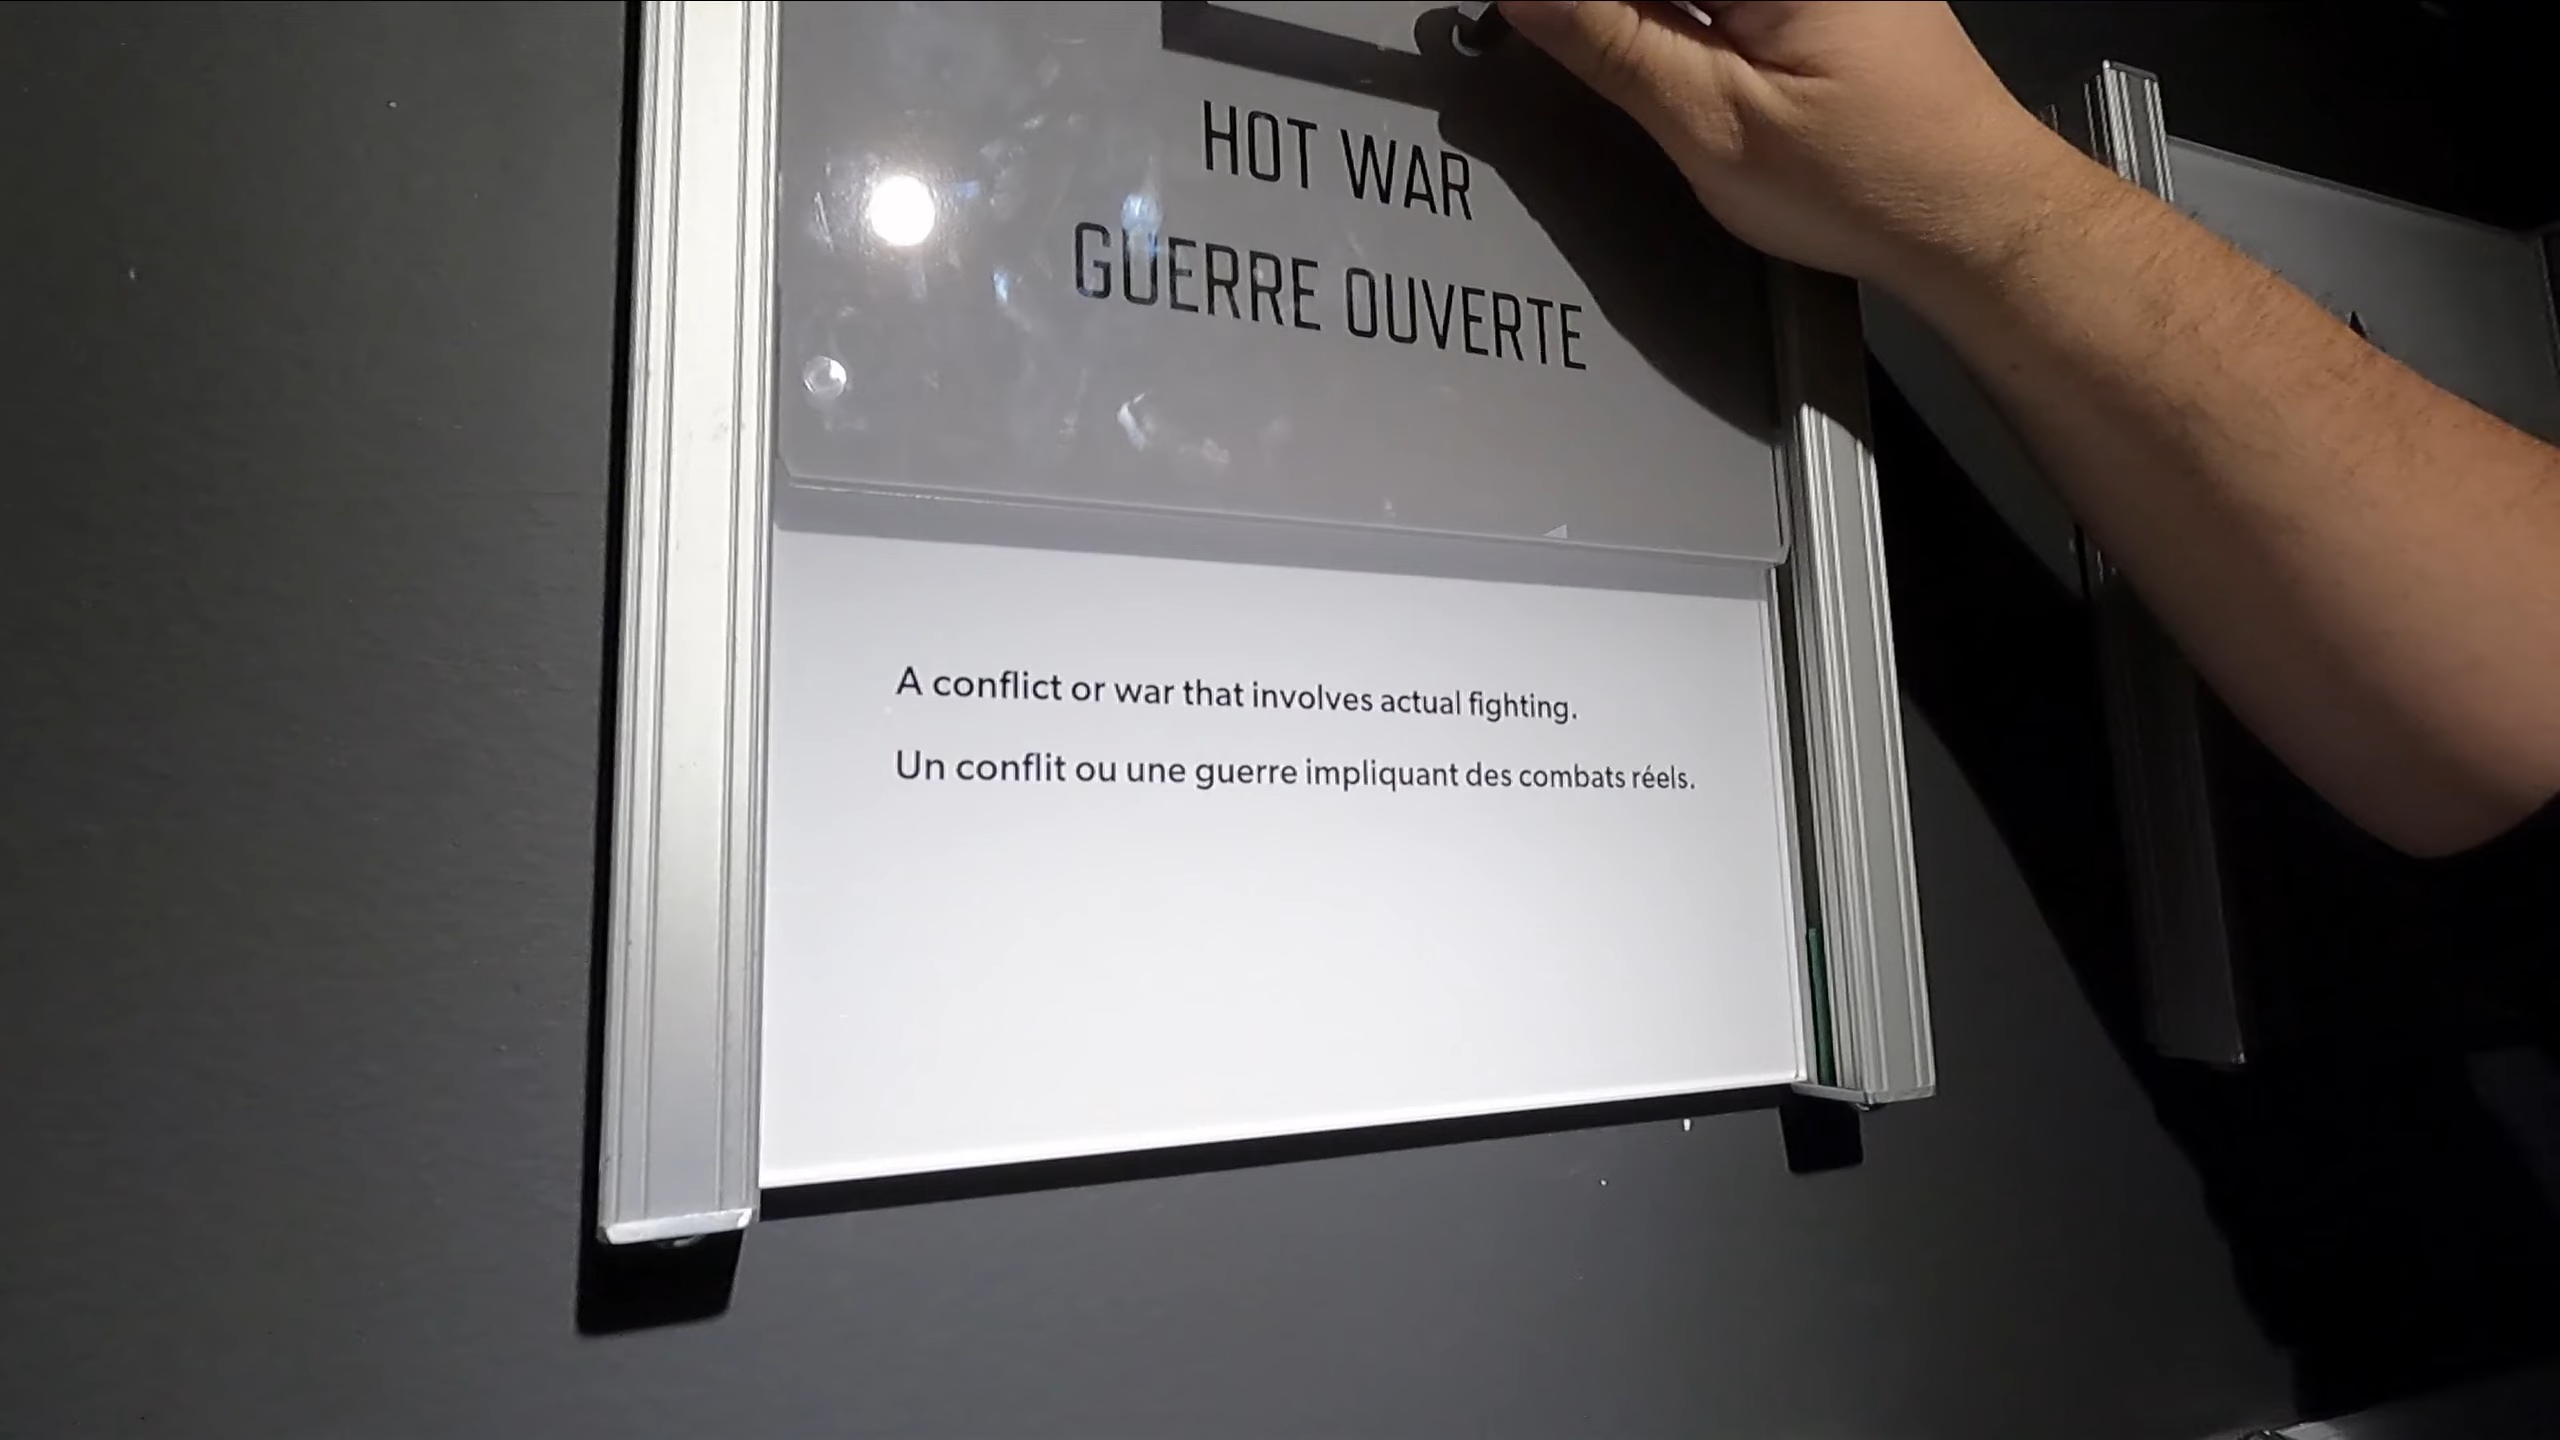 HOT WAR
GUERRE OUVERTE
A conflict or war that involves actual fighting.
Un conflit ou une guerre impliquant des combats réels.